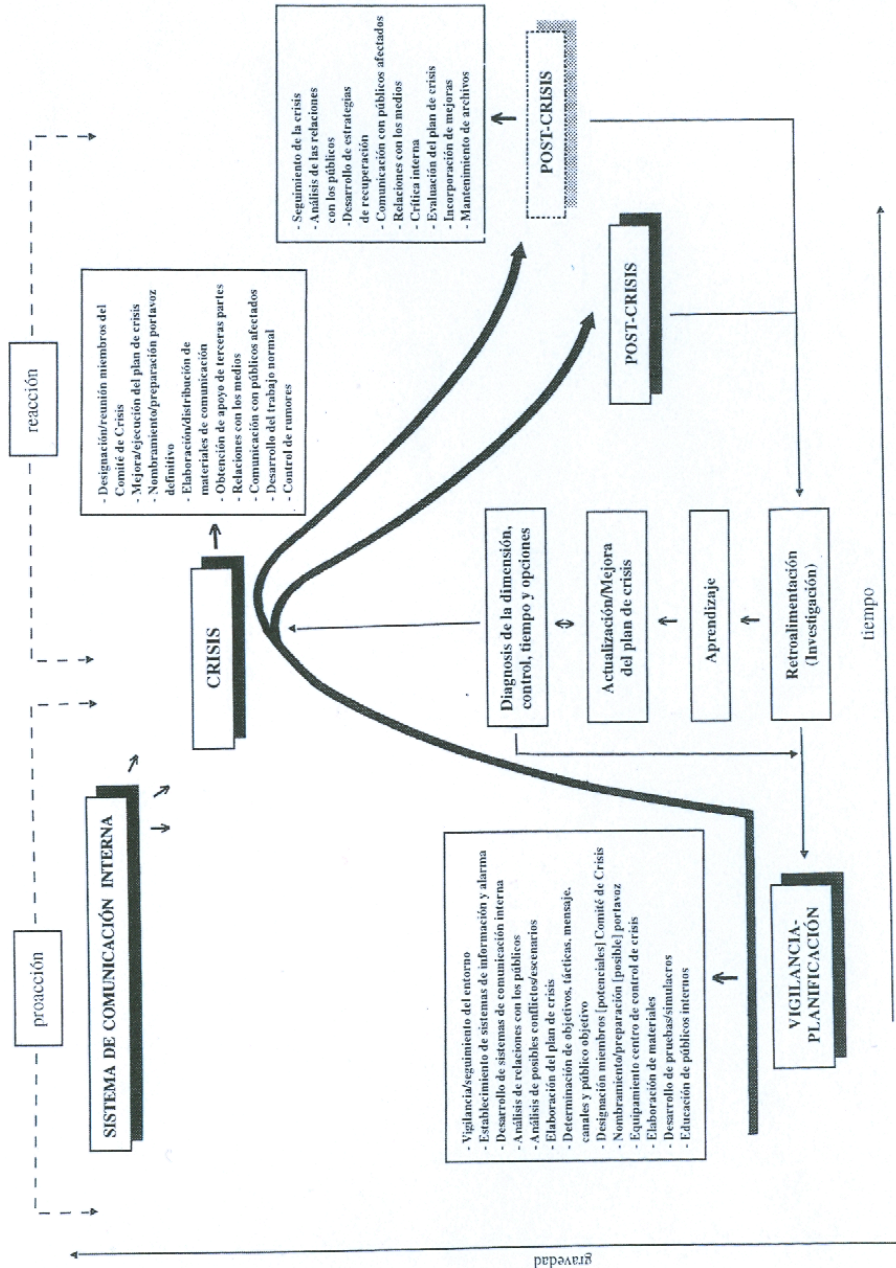 proacción
reacción
SISTEMA DE COMUNICACIÓN INTERNA
CRISIS
- Designación/reunión miembros del
Comité de Crisis
- Mejora/ejecución del plan de crisis
- Nombramiento/preparación portavoz
definitivo
- Elaboración/distribución de
materiales de comunicación
- Obtención de apoyo de terceras partes
- Relaciones con los medios
- Comunicación con públicos afectados
- Desarrollo del trabajo normal
- Control de rumores
- Seguimiento de la crisis
- Análisis de las relaciones
con los públicos
-Desarrollo de estrategias
de recuperación
- Comunicación con públicos afectados
- Relaciones con los medios
- Crítica interna
- Evaluación del plan de crisis
- Incorporación de mejoras
- Mantenimiento de archivos
POST-CRISIS
POST-CRISIS
- Vigilancia/seguimiento del entorno
- Establecimiento de sistemas de información y alarma
- Desarrollo de sistemas de comunicación interna
- Análisis de relaciones con los públicos
- Análisis de posibles conflictos/escenarios
- Elaboración del plan de crisis
- Determinación de objetivos, tácticas, mensaje,
canales y público objetivo
- Designación miembros [potenciales] Comité de Crisis
- Nombramiento/preparación [posible] portavoz
- Equipamiento centro de control de crisis
- Elaboración de materiales
- Desarrollo de pruebas/simulacros
- Educación de públicos internos
VIGILANCIA-
PLANIFICACIÓN
Diagnosis de la dimensión,
control, tiempo y opciones
Actualización/Mejora
del plan de crisis
Aprendizaje
Retroalimentación
(Investigación)
tiempo
gravedad